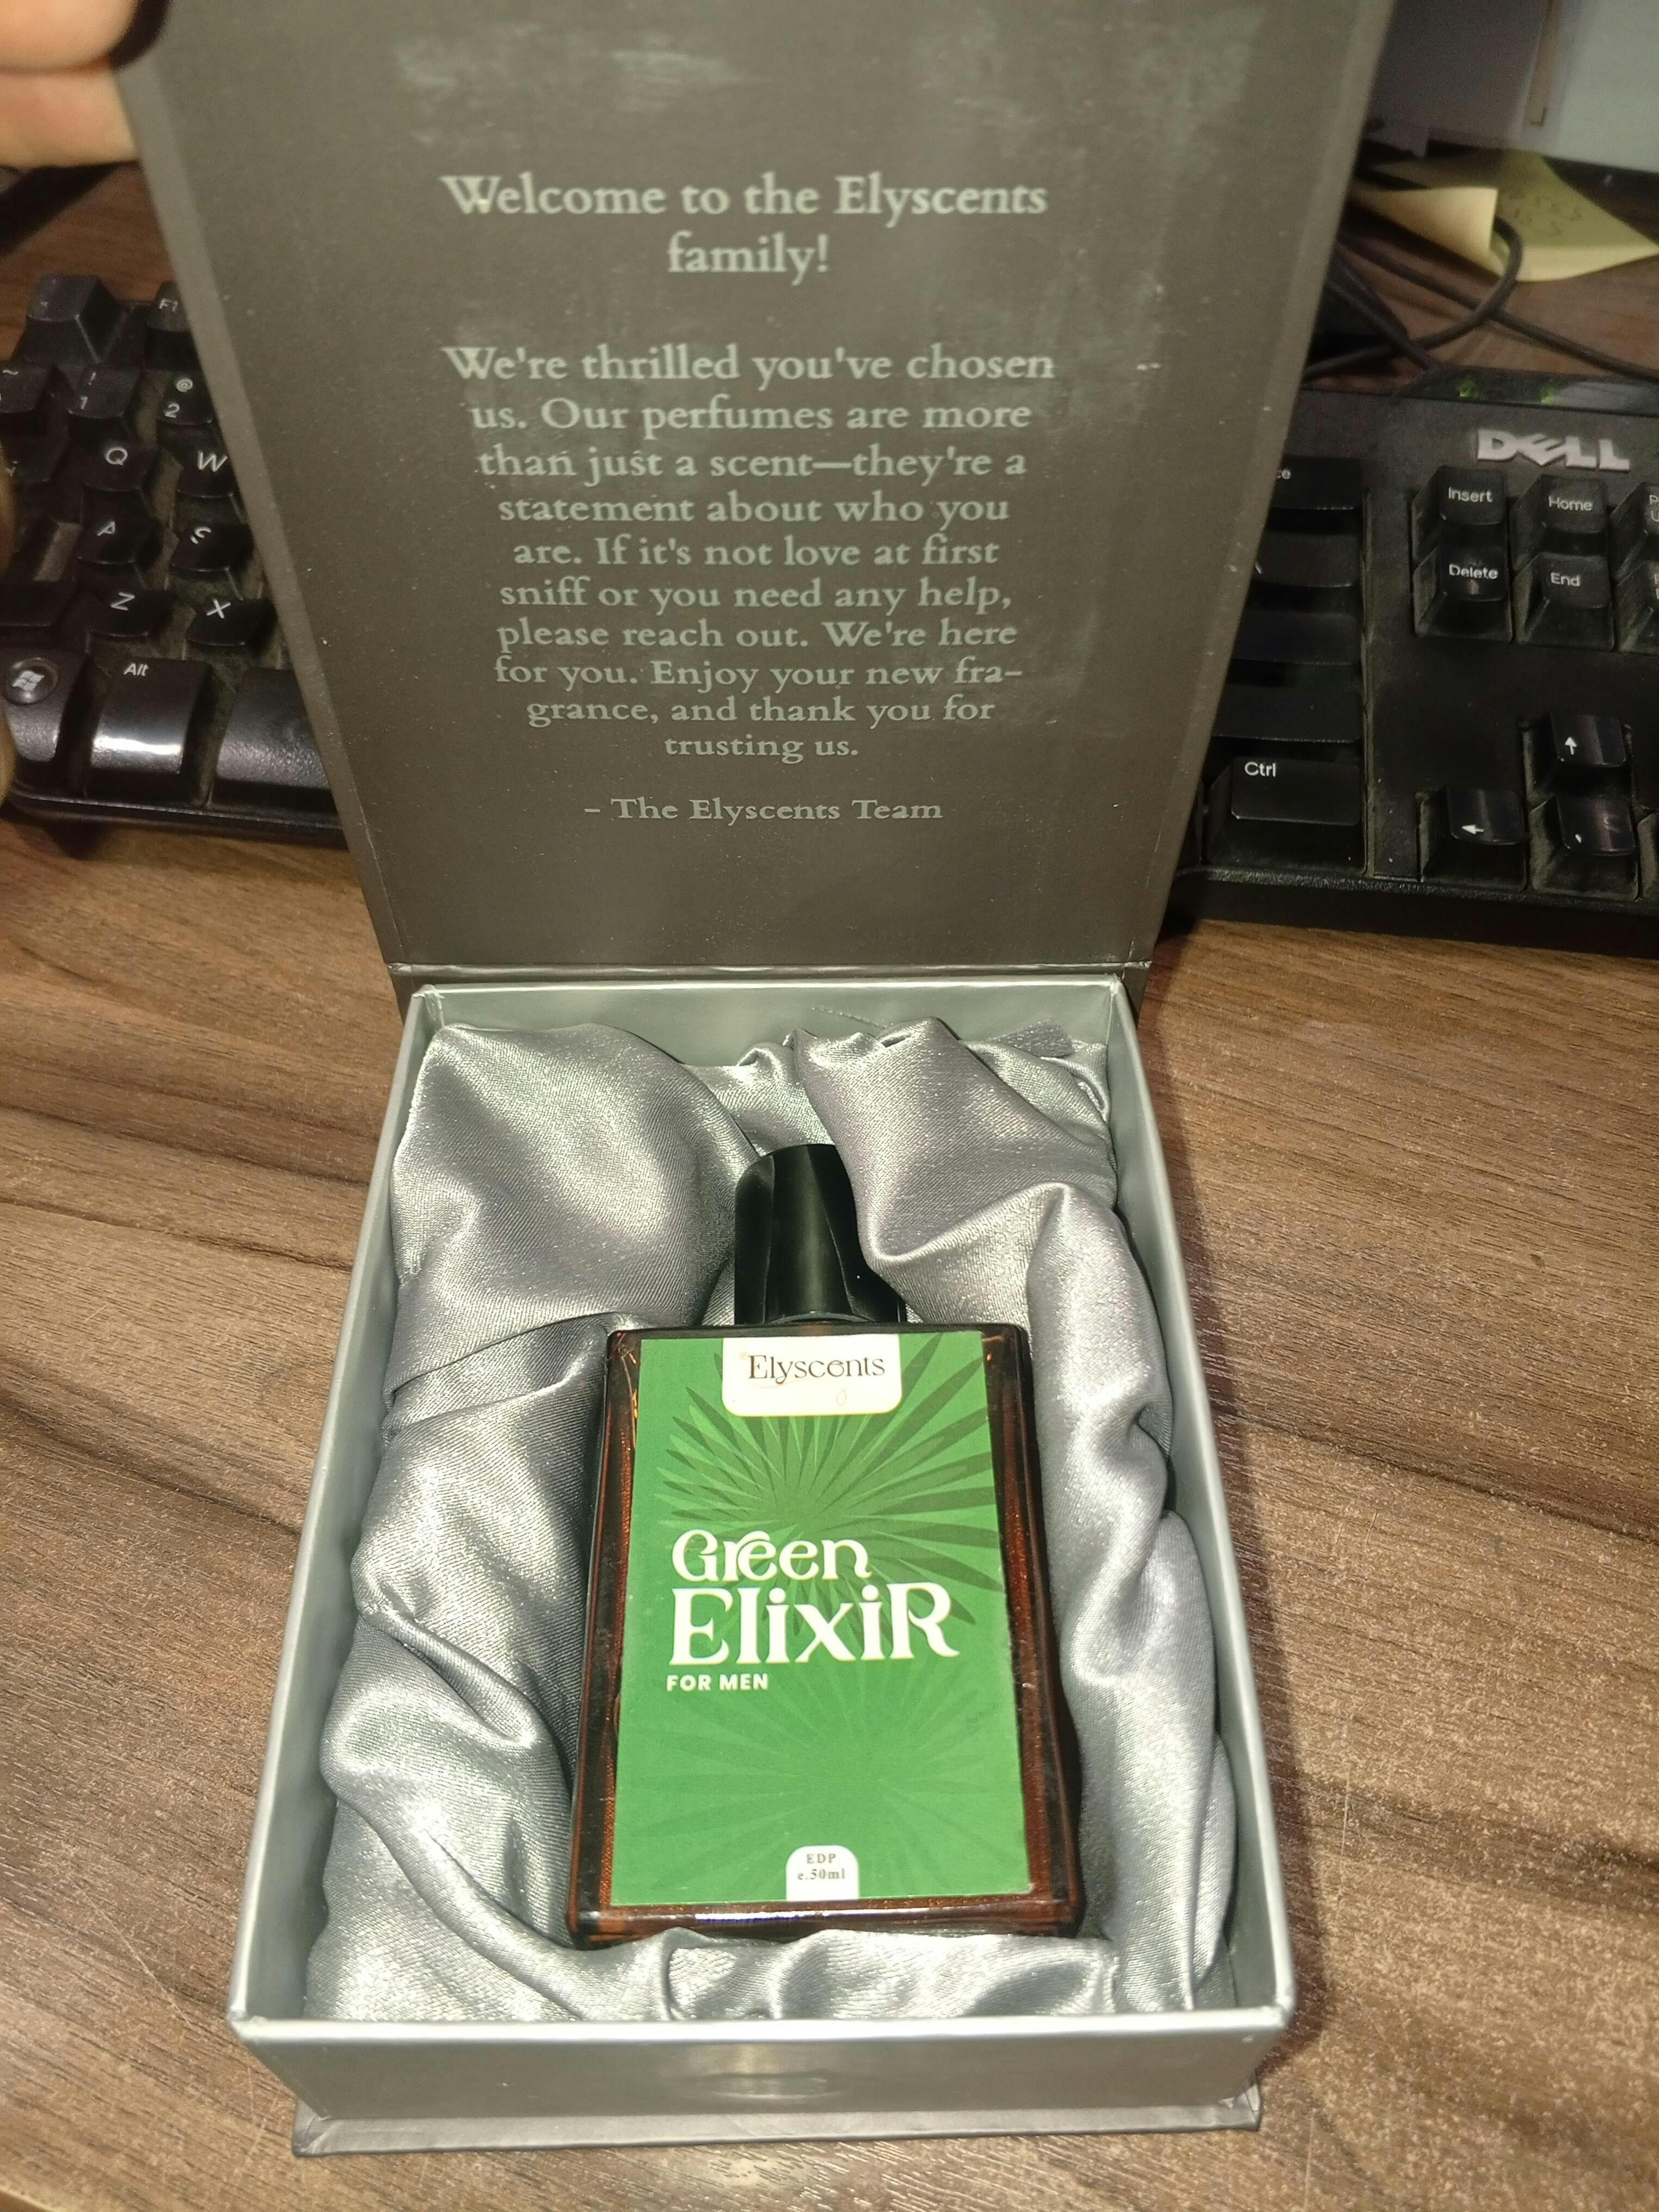 Welcome to the Elyscents
family!
We're thrilled you've chosen
us. Our perfumes are more
than just a scent—they're a
statement about who you
are. If it's not love at first
sniff or you need any help,
please reach out. We're here
for you. Enjoy your new fra-
grance, and thank you for
trusting us.
- The Elyscents Team
F1
~
!
1
@
2
Q
W
A
S
Z
X
Alt
DELL
Insert
Home
Delete
End
Ctrl
Elyscents
Green
ElixiR
FOR MEN
EDP
e.50ml